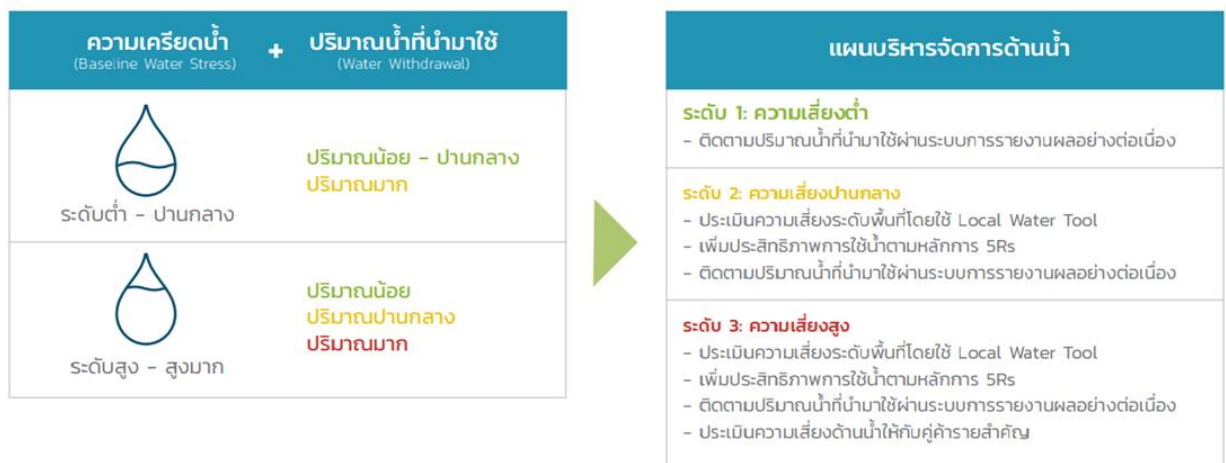 ความเครียดน้ำ + ปริมาณน้ำที่นำมาใช้
(Baseline Water Stress) (Water Withdrawal)
ระดับต่ำ - ปานกลาง
ปริมาณน้อย - ปานกลาง
ปริมาณมาก
ระดับสูง - สูงมาก
ปริมาณน้อย
ปริมาณปานกลาง
ปริมาณมาก
แผนบริหารจัดการด้านน้ำ
ระดับ 1: ความเสี่ยงต่ำ
- ติดตามปริมาณน้ำที่นำมาใช้ผ่านระบบการรายงานผลอย่างต่อเนื่อง
ระดับ 2: ความเสี่ยงปานกลาง
- ประเมินความเสี่ยงระดับพื้นที่โดยใช้ Local Water Tool
- เพิ่มประสิทธิภาพการใช้น้ำตามหลักการ 5Rs
- ติดตามปริมาณน้ำที่นำมาใช้ผ่านระบบการรายงานผลอย่างต่อเนื่อง
ระดับ 3: ความเสี่ยงสูง
- ประเมินความเสี่ยงระดับพื้นที่โดยใช้ Local Water Tool
- เพิ่มประสิทธิภาพการใช้น้ำตามหลักการ 5Rs
- ติดตามปริมาณน้ำที่นำมาใช้ผ่านระบบการรายงานผลอย่างต่อเนื่อง
- ประเมินความเสี่ยงด้านน้ำให้กับคู่ค้ารายสำคัญ